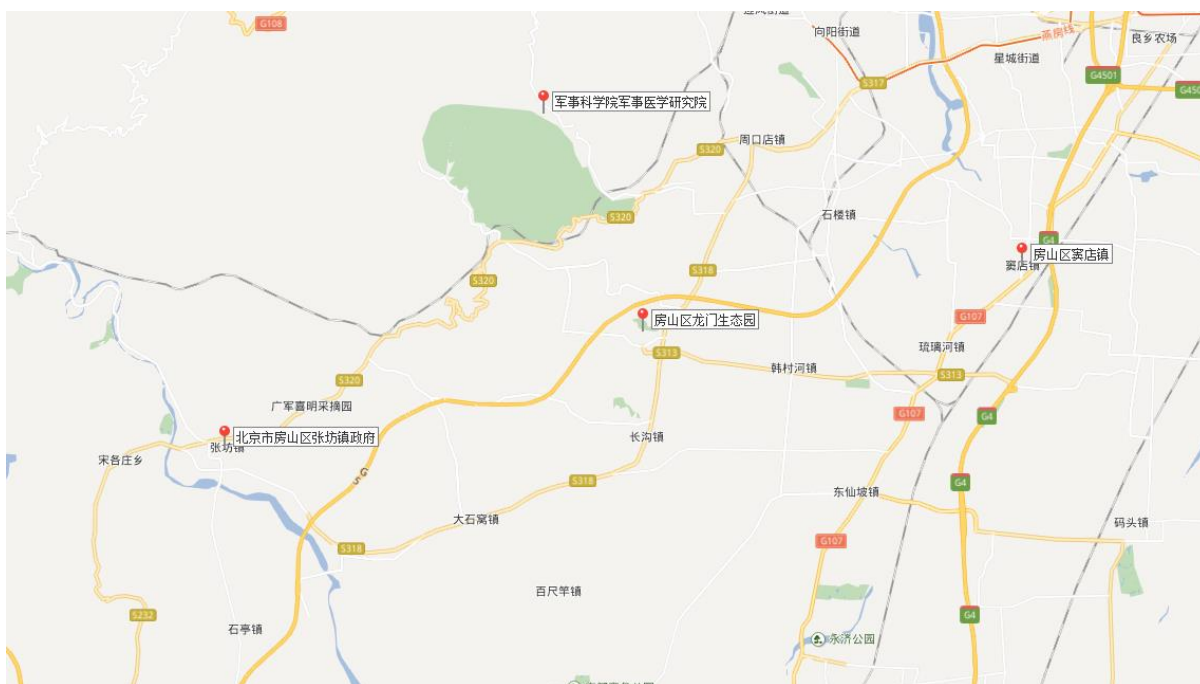 G108
向阳街道
燕房线
星城街道
良乡农场
G4501
S317
军事科学院军事医学研究院
周口店镇
S320
石楼镇
S320
G4
房山区窦店镇
窦店镇
S318
S320
房山区龙门生态园
G107
琉璃河镇
S313
韩村河镇
S313
S320
广军喜明采摘园
G107
G4
北京市房山区张坊镇政府
张坊镇
长沟镇
宋各庄乡
G5
S318
G4
东仙坡镇
大石窝镇
码头镇
G107
S318
百尺竿镇
S232
G4
石亭镇
永济公园